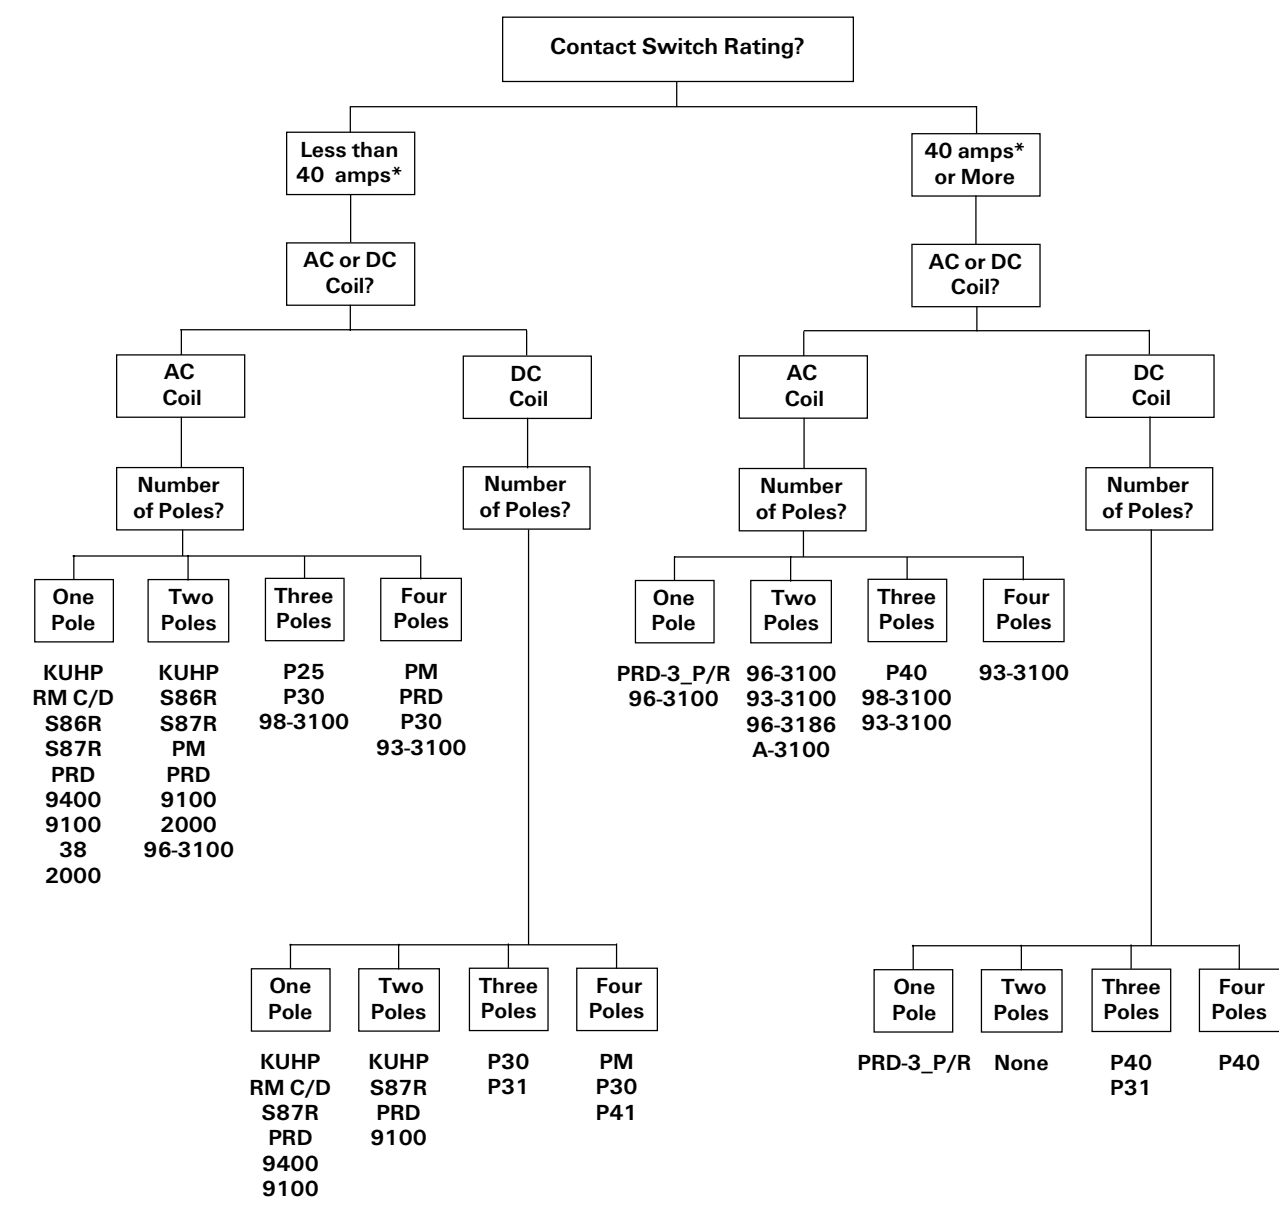 Contact Switch Rating?
Less than
40 amps*
40 amps*
or More
AC or DC
Coil?
AC or DC
Coil?
AC
Coil
DC
Coil
AC
Coil
DC
Coil
Number
of Poles?
Number
of Poles?
Number
of Poles?
Number
of Poles?
One
Pole
KUHP
RM C/D
S86R
S87R
PRD
9400
9100
38
2000
Two
Poles
KUHP
S86R
S87R
PM
PRD
9100
2000
96-3100
Three
Poles
P25
P30
98-3100
Four
Poles
PM
PRD
P30
93-3100
One
Pole
PRD-3_P/R
96-3100
Two
Poles
96-3100
93-3100
96-3186
A-3100
Three
Poles
P40
98-3100
93-3100
Four
Poles
93-3100
One
Pole
KUHP
RM C/D
S87R
PRD
9400
9100
Two
Poles
KUHP
S87R
PRD
9100
Three
Poles
P30
P31
Four
Poles
PM
P30
P41
One
Pole
PRD-3_P/R
Two
Poles
None
Three
Poles
P40
P31
Four
Poles
P40